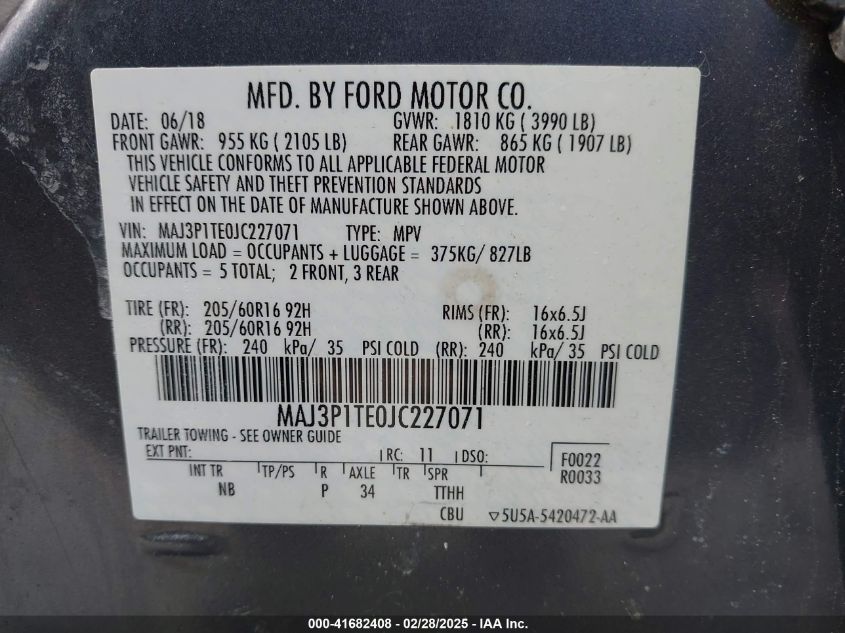 MFD. BY FORD MOTOR CO.
DATE: 06/18 GVWR: 1810 KG ( 3990 LB)
FRONT GAWR: 955 KG ( 2105 LB) REAR GAWR: 865 KG ( 1907 LB)
THIS VEHICLE CONFORMS TO ALL APPLICABLE FEDERAL MOTOR
VEHICLE SAFETY AND THEFT PREVENTION STANDARDS
IN EFFECT ON THE DATE OF MANUFACTURE SHOWN ABOVE.
VIN: MAJ3P1TE0JC227071 TYPE: MPV
MAXIMUM LOAD = OCCUPANTS + LUGGAGE = 375KG/ 827LB
OCCUPANTS = 5 TOTAL; 2 FRONT, 3 REAR
TIRE (FR): 205/60R16 92H RIMS (FR): 16x6.5J
(RR): 205/60R16 92H (RR): 16x6.5J
PRESSURE (FR): 240 kPa/ 35 PSI COLD (RR): 240 kPa/ 35 PSI COLD
MAJ3P1TE0JC227071
TRAILER TOWING - SEE OWNER GUIDE
EXT PNT: RC: 11 DSO: F0022
R0033
INT TR TP/PS R AXLE TR SPR
NB P 34 TTHH
CBU ▽5U5A-5420472-AA
000-41682408 - 02/28/2025 - IAA Inc.